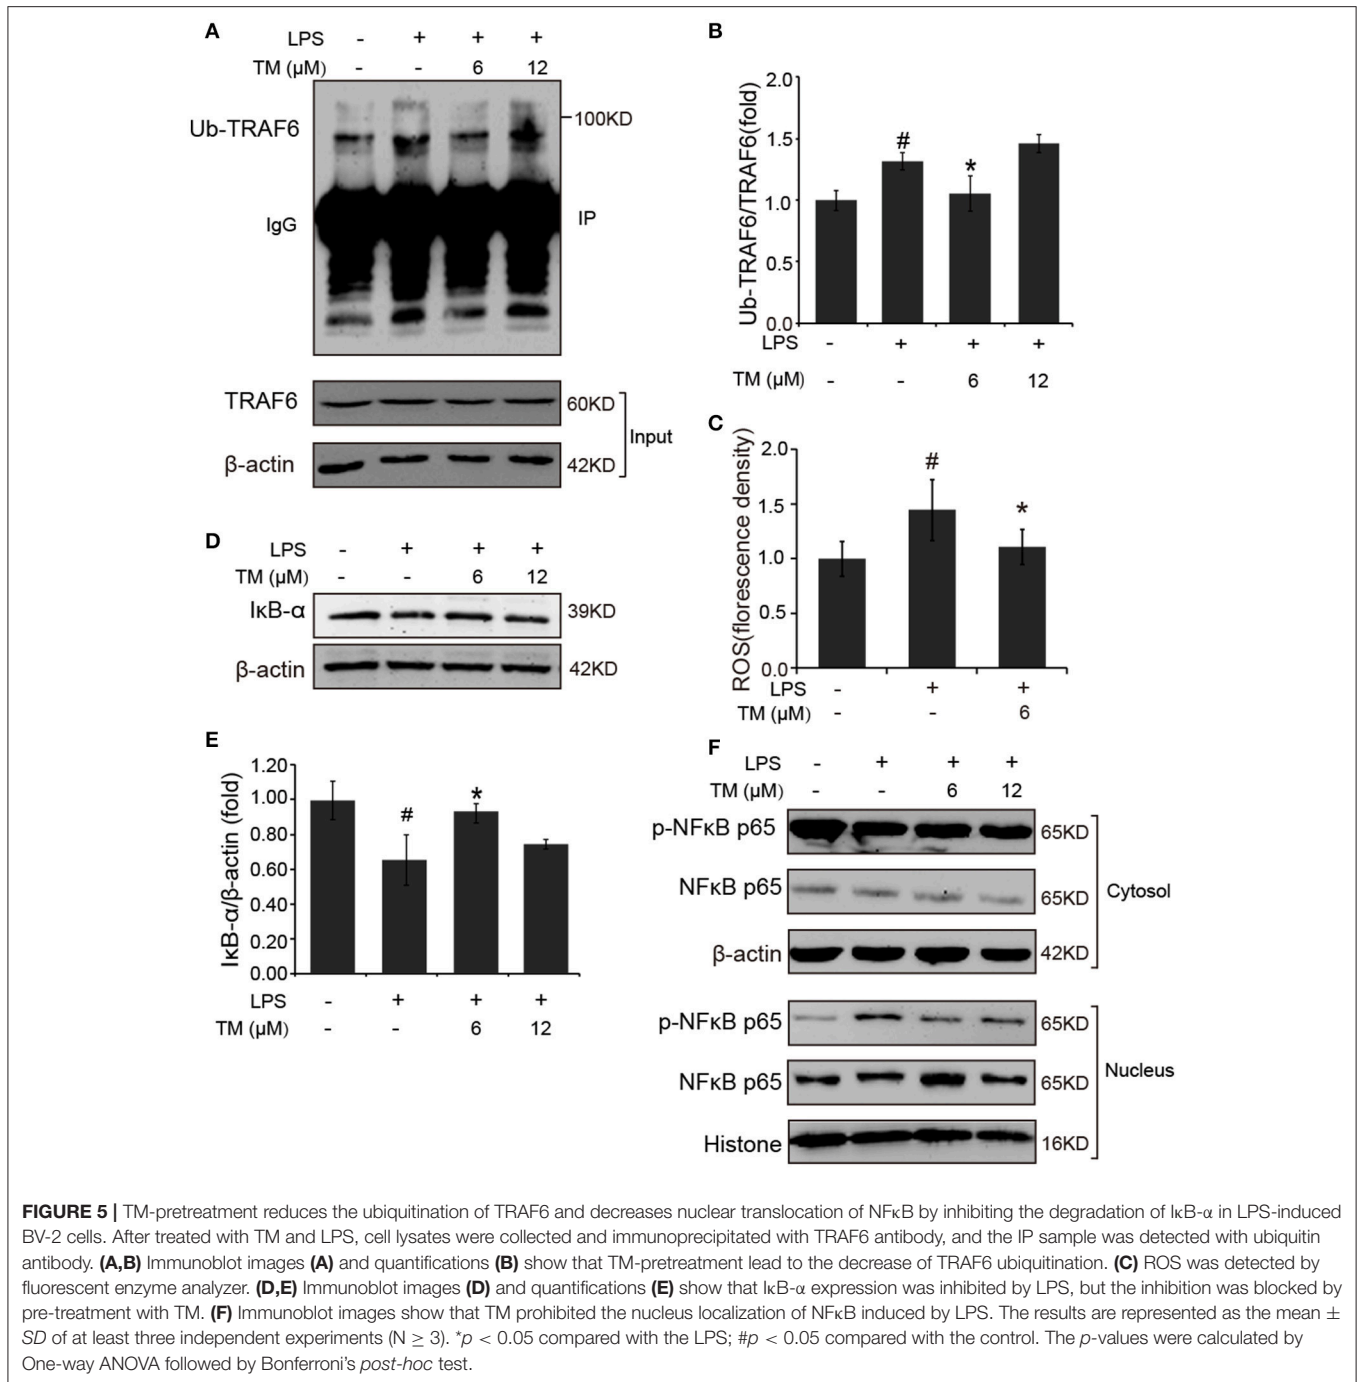 A
LPS - + + +
TM (µM) - - 6 12
Ub-TRAF6
100KD
IgG
IP
TRAF6
60KD
Input
β-actin
42KD
B
Ub-TRAF6/TRAF6(fold)
2.0
1.5
1.0
0.5
0.0
#
*
LPS - + + +
TM (µM) - - 6 12
C
ROS(florescence density)
2.0
1.5
1.0
0.5
0.0
#
*
LPS - + +
TM (µM) - - 6
D
LPS - + + +
TM (µM) - - 6 12
IκB-α
39KD
β-actin
42KD
E
IκB-α/β-actin (fold)
1.20
1.00
0.80
0.60
0.40
0.20
0.00
#
*
LPS - + + +
TM (µM) - - 6 12
F
LPS - + + +
TM (µM) - - 6 12
p-NFκB p65
65KD
NFκB p65
65KD
Cytosol
β-actin
42KD
p-NFκB p65
65KD
NFκB p65
65KD
Nucleus
Histone
16KD
FIGURE 5 | TM-pretreatment reduces the ubiquitination of TRAF6 and decreases nuclear translocation of NFκB by inhibiting the degradation of IκB-α in LPS-induced
BV-2 cells. After treated with TM and LPS, cell lysates were collected and immunoprecipitated with TRAF6 antibody, and the IP sample was detected with ubiquitin
antibody. (A,B) Immunoblot images (A) and quantifications (B) show that TM-pretreatment lead to the decrease of TRAF6 ubiquitination. (C) ROS was detected by
fluorescent enzyme analyzer. (D,E) Immunoblot images (D) and quantifications (E) show that IκB-α expression was inhibited by LPS, but the inhibition was blocked by
pre-treatment with TM. (F) Immunoblot images show that TM prohibited the nucleus localization of NFκB induced by LPS. The results are represented as the mean ±
SD of at least three independent experiments (N ≥ 3). *p < 0.05 compared with the LPS; #p < 0.05 compared with the control. The p-values were calculated by
One-way ANOVA followed by Bonferroni's post-hoc test.